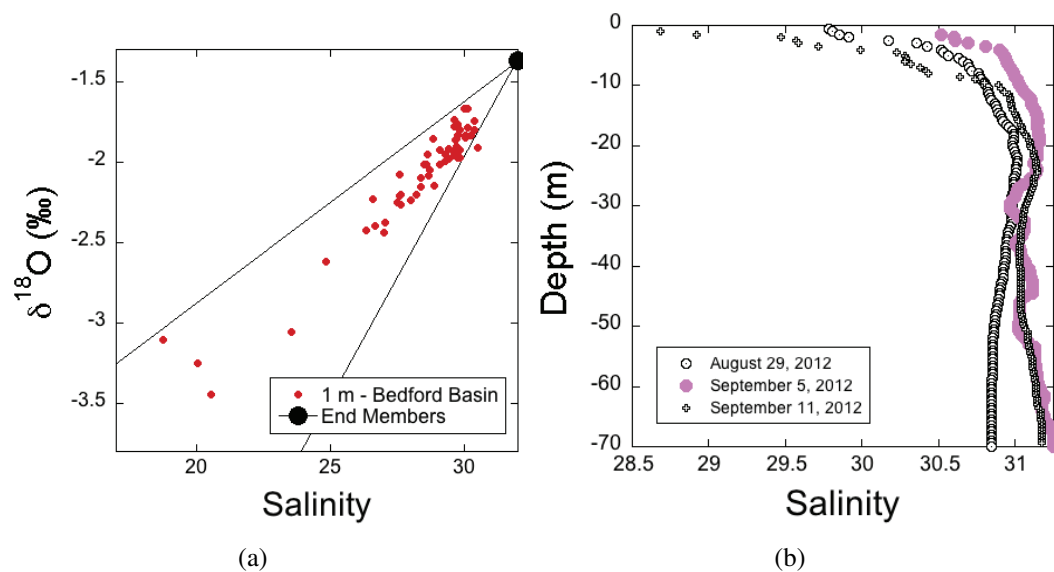 -1.5
-2
-2.5
-3
-3.5
δ ¹⁸O (‰)
20
25
30
Salinity
1 m - Bedford Basin
End Members
(a)
0
-10
-20
-30
-40
-50
-60
-70
Depth (m)
28.5
29
29.5
30
30.5
31
Salinity
August 29, 2012
September 5, 2012
September 11, 2012
(b)